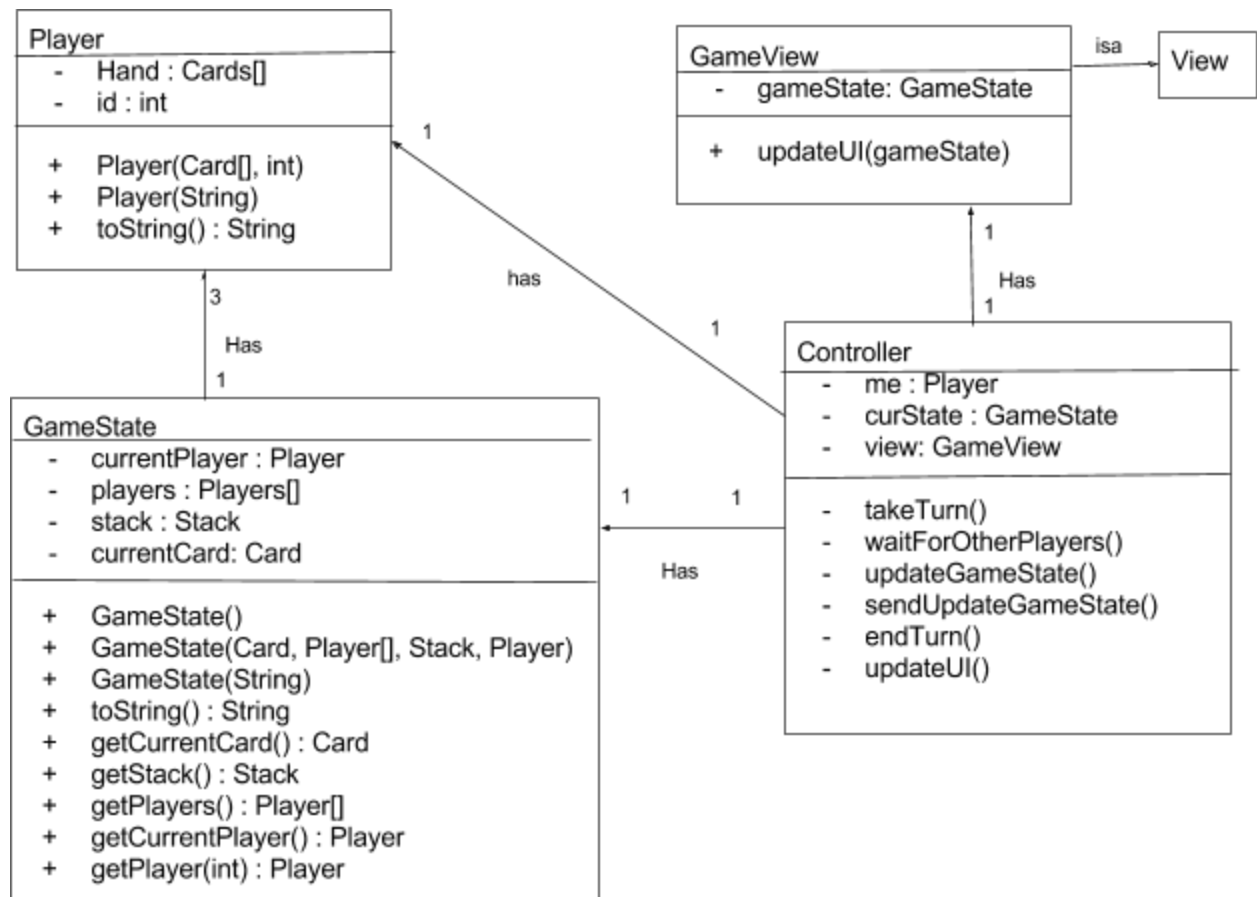 Player
- Hand : Cards[]
- id : int
+ Player(Card[], int)
+ Player(String)
+ toString() : String
GameView
- gameState: GameState
+ updateUI(gameState)
isa
View
1
has
1
1
Has
1
3
Has
1
Controller
- me : Player
- curState : GameState
- view: GameView
- takeTurn()
- waitForOtherPlayers()
- updateGameState()
- sendUpdateGameState()
- endTurn()
- updateUI()
1
1
Has
GameState
- currentPlayer : Player
- players : Players[]
- stack : Stack
- currentCard: Card
+ GameState()
+ GameState(Card, Player[], Stack, Player)
+ GameState(String)
+ toString() : String
+ getCurrentCard() : Card
+ getStack() : Stack
+ getPlayers() : Player[]
+ getCurrentPlayer() : Player
+ getPlayer(int) : Player